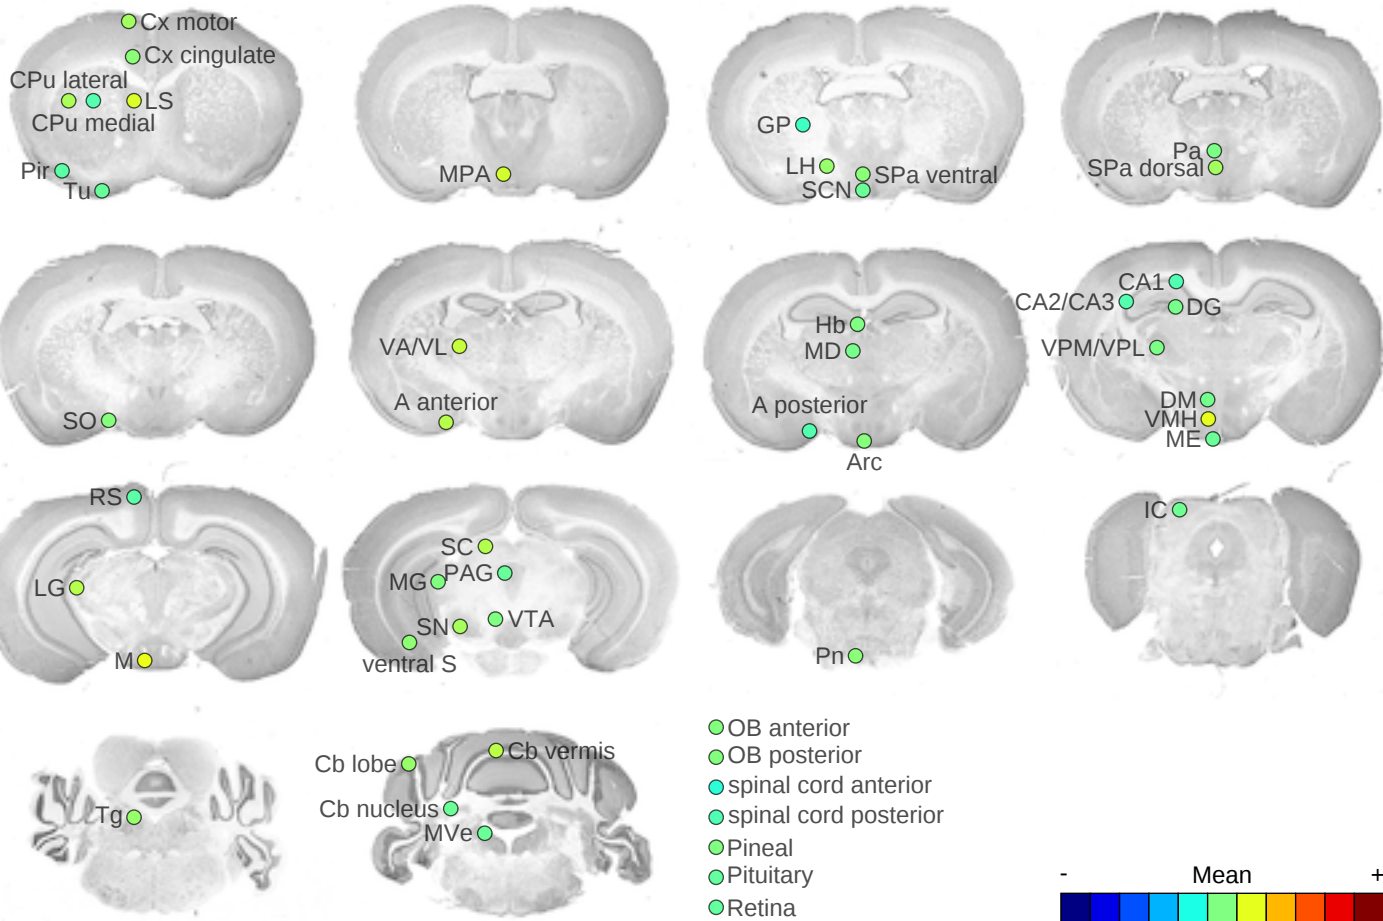 Cx motor
Cx cingulate
CPu lateral
LS
CPu medial
Pir
Tu
MPA
GP
LH
SPa ventral
SCN
Pa
SPa dorsal
SO
VA/VL
A anterior
Hb
MD
A posterior
Arc
CA1
CA2/CA3
DG
VPM/VPL
DM
VMH
ME
RS
LG
M
SC
MG
PAG
SN
VTA
ventral S
Pn
IC
Tg
Cb lobe
Cb vermis
Cb nucleus
MVe
OB anterior
OB posterior
spinal cord anterior
spinal cord posterior
Pineal
Pituitary
Retina
- Mean +